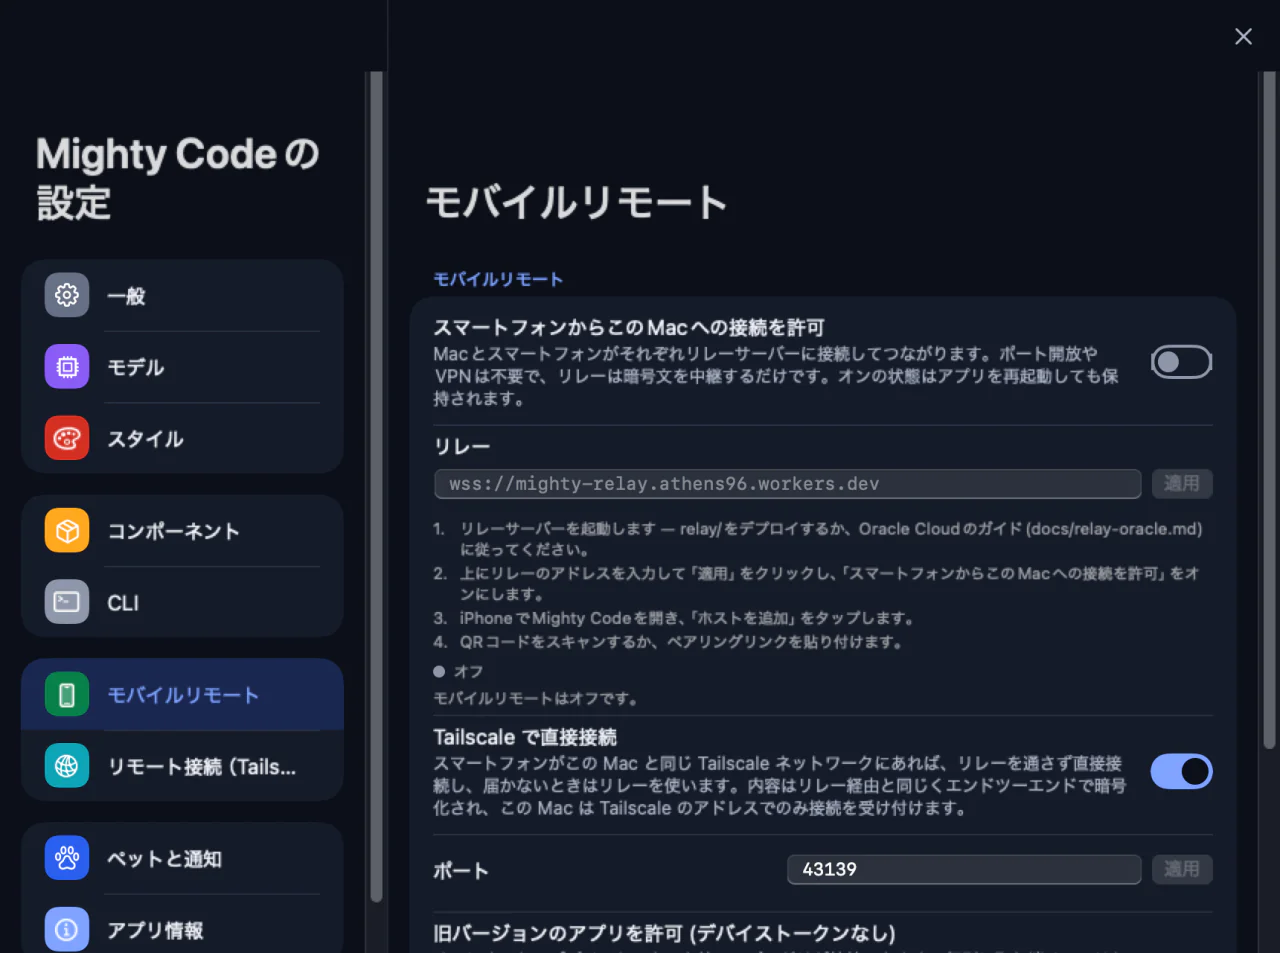 Mighty Code の
設定
一般
モデル
スタイル
コンポーネント
CLI
モバイルリモート
リモート接続 (Tails...
ペットと通知
アプリ情報
モバイルリモート
モバイルリモート
スマートフォンからこの Mac への接続を許可
Mac とスマートフォンがそれぞれリレーサーバーに接続してつながります。ポート開放や
VPN は不要で、リレーは暗号文を中継するだけです。オンの状態はアプリを再起動しても保
持されます。
リレー
wss://mighty-relay.athens96.workers.dev
適用
1. リレーサーバーを起動します — relay/ をデプロイするか、Oracle Cloud のガイド (docs/relay-oracle.md)
に従ってください。
2. 上にリレーのアドレスを入力して「適用」をクリックし、「スマートフォンからこの Mac への接続を許可」をオ
ンにします。
3. iPhone で Mighty Code を開き、「ホストを追加」をタップします。
4. QR コードをスキャンするか、ペアリングリンクを貼り付けます。
オフ
モバイルリモートはオフです。
Tailscale で直接接続
スマートフォンがこの Mac と同じ Tailscale ネットワークにあれば、リレーを通さず直接接
続し、届かないときはリレーを使います。内容はリレー経由と同じくエンドツーエンドで暗号
化され、この Mac は Tailscale のアドレスでのみ接続を受け付けます。
ポート
43139
適用
旧バージョンのアプリを許可 (デバイストークンなし)